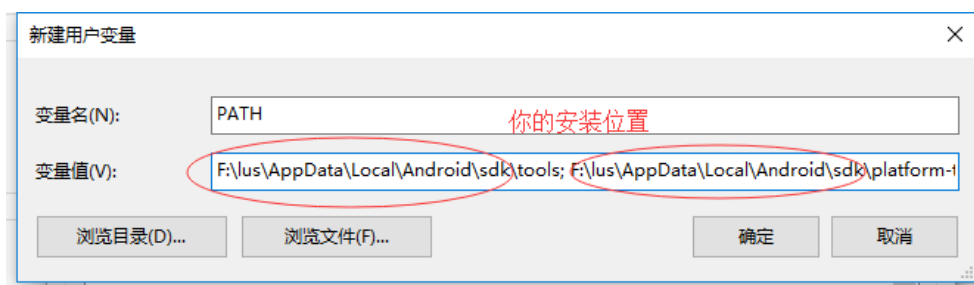 新建用户变量
变量名(N):
PATH
你的安装位置
变量值(V):
F:\lus\AppData\Local\Android\sdk\tools; F:\lus\AppData\Local\Android\sdk\platform-t
浏览目录(D)...
浏览文件(F)...
确定
取消